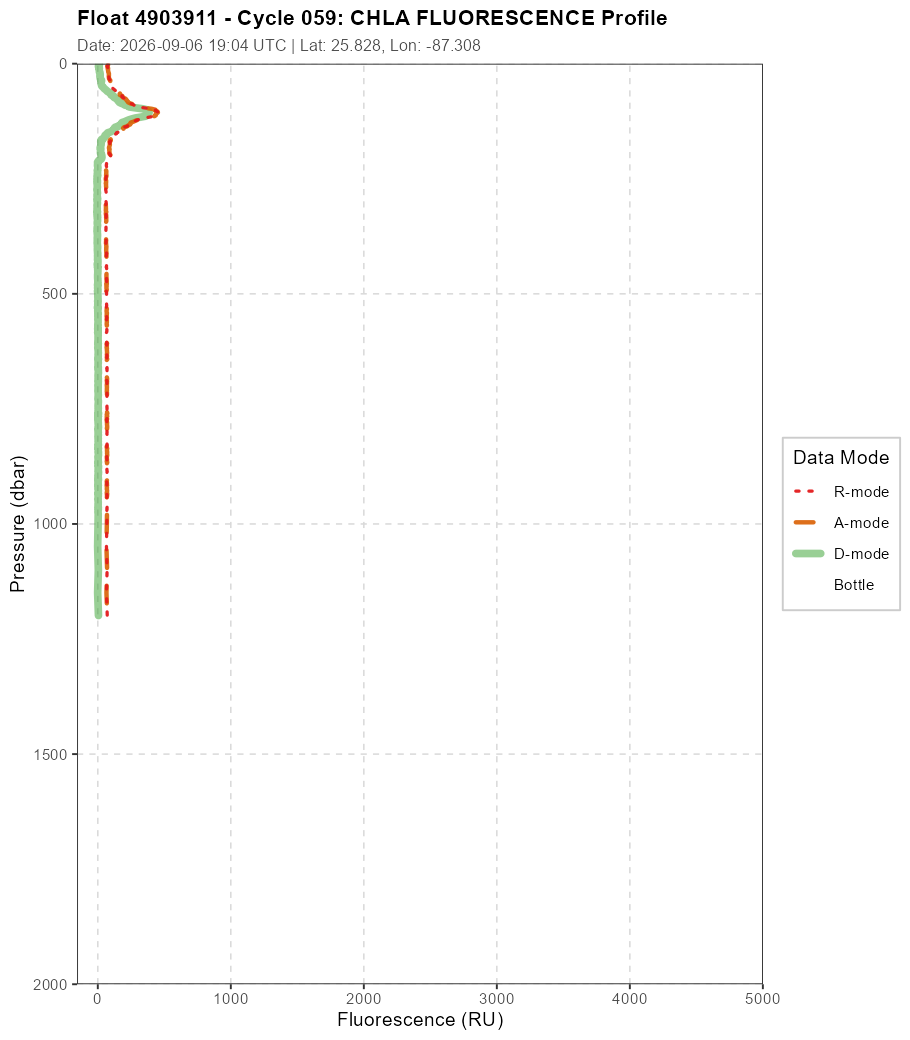 Float 4903911 - Cycle 059: CHLA FLUORESCENCE Profile
Date: 2026-09-06 19:04 UTC | Lat: 25.828, Lon: -87.308
0
500
1000
1500
2000
Pressure (dbar)
0 1000 2000 3000 4000 5000
Fluorescence (RU)
Data Mode
R-mode
A-mode
D-mode
Bottle